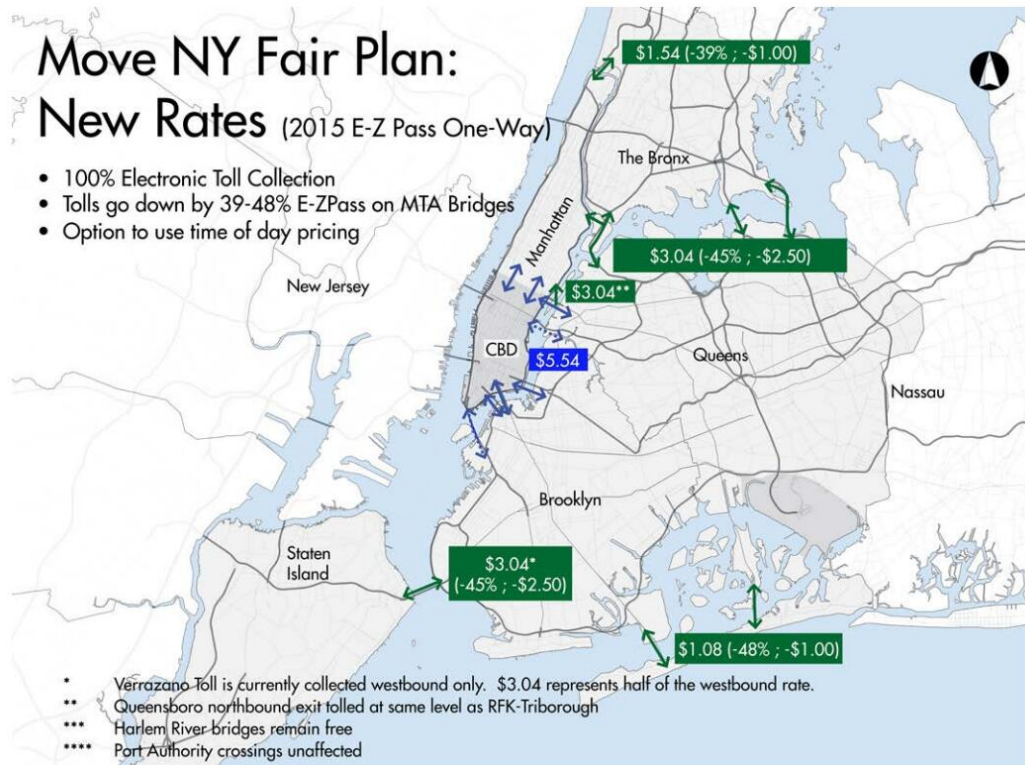 Move NY Fair Plan:
New Rates (2015 E-Z Pass One-Way)
• 100% Electronic Toll Collection
• Tolls go down by 39-48% E-ZPass on MTA Bridges
• Option to use time of day pricing
$1.54 (-39% ; -$1.00)
The Bronx
Manhattan
$3.04 (-45% ; -$2.50)
New Jersey
$3.04**
CBD
$5.54
Queens
Nassau
Brooklyn
Staten
Island
$3.04*
(-45% ; -$2.50)
$1.08 (-48% ; -$1.00)
* Verrazano Toll is currently collected westbound only. $3.04 represents half of the westbound rate.
** Queensboro northbound exit tolled at same level as RFK-Triborough
*** Harlem River bridges remain free
**** Port Authority crossings unaffected